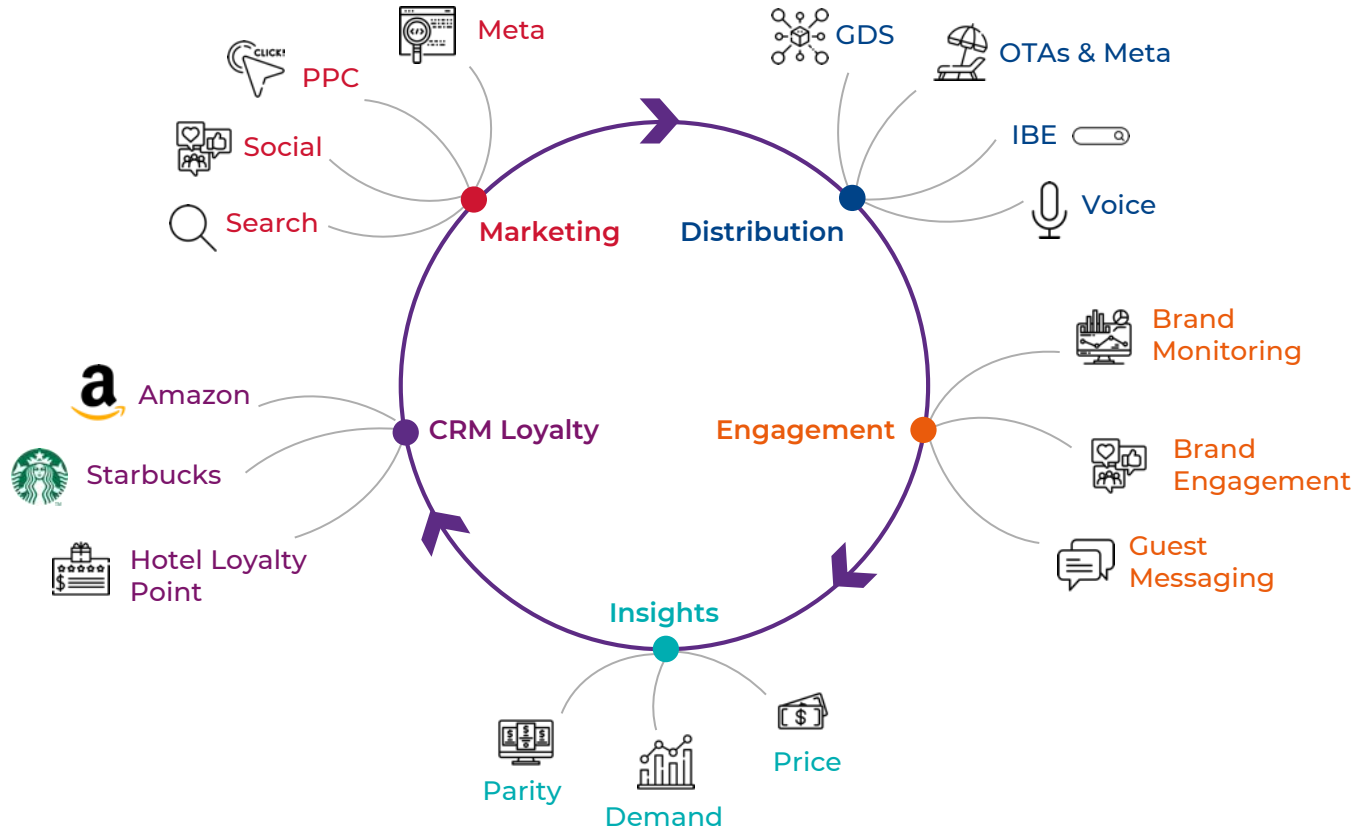 Meta
CLICK!
PPC
Social
Search
Marketing
GDS
OTAs & Meta
IBE
Voice
Distribution
Brand
Monitoring
Brand
Engagement
Guest
Messaging
Engagement
Insights
Parity
Demand
Price
CRM Loyalty
a
Amazon
Starbucks
TM
Hotel Loyalty
Point